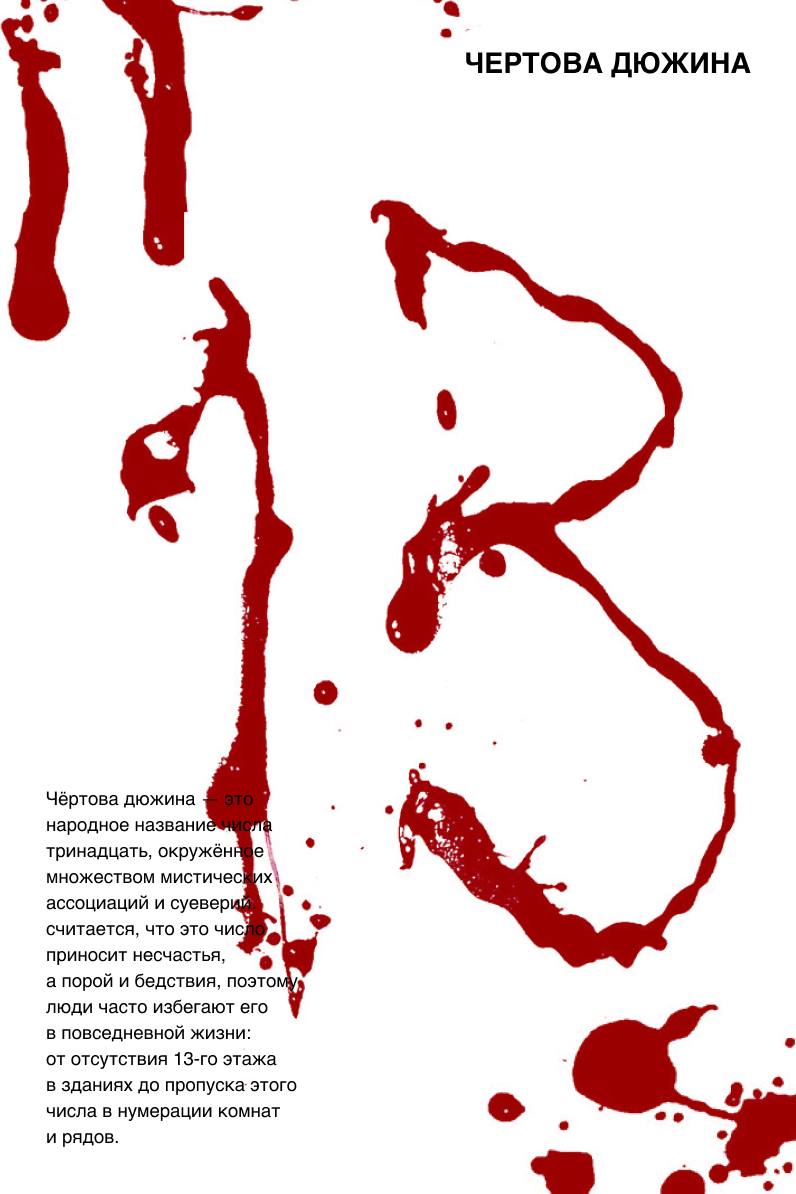 ЧЕРТОВА ДЮЖИНА
13
Чёртова дюжина — это
народное название числа
тринадцать, окружённое
множеством мистических
ассоциаций и суеверий.
считается, что это число
приносит несчастья,
а порой и бедствия, поэтому
люди часто избегают его
в повседневной жизни:
от отсутствия 13-го этажа
в зданиях до пропуска этого
числа в нумерации комнат
и рядов.